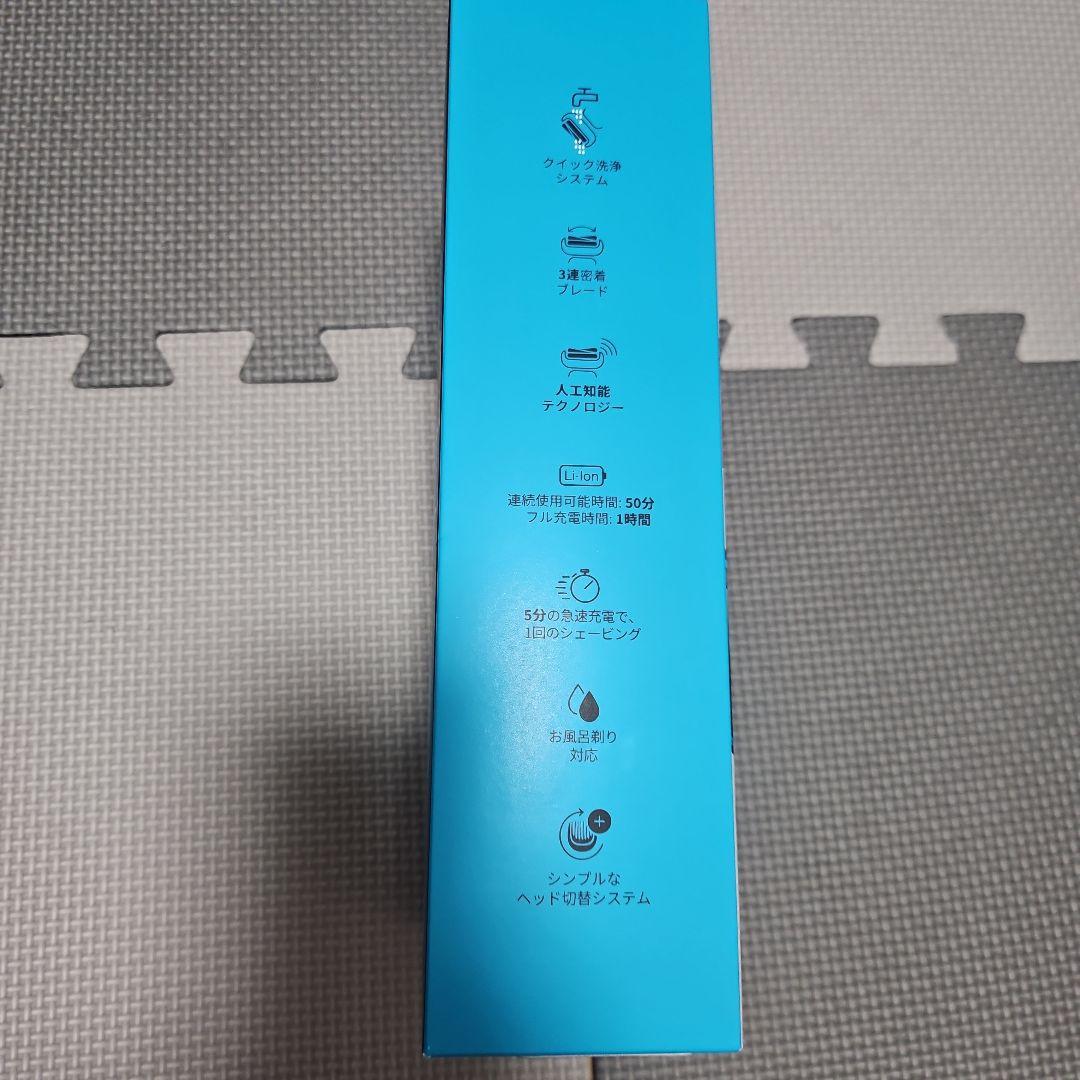 クイック洗浄
システム
3連密着
ブレード
人工知能
テクノロジー
Li-Ion
連続使用可能時間: 50分
フル充電時間: 1時間
5分の急速充電で、
1回のシェービング
お風呂剃り
対応
シンプルな
ヘッド切替システム